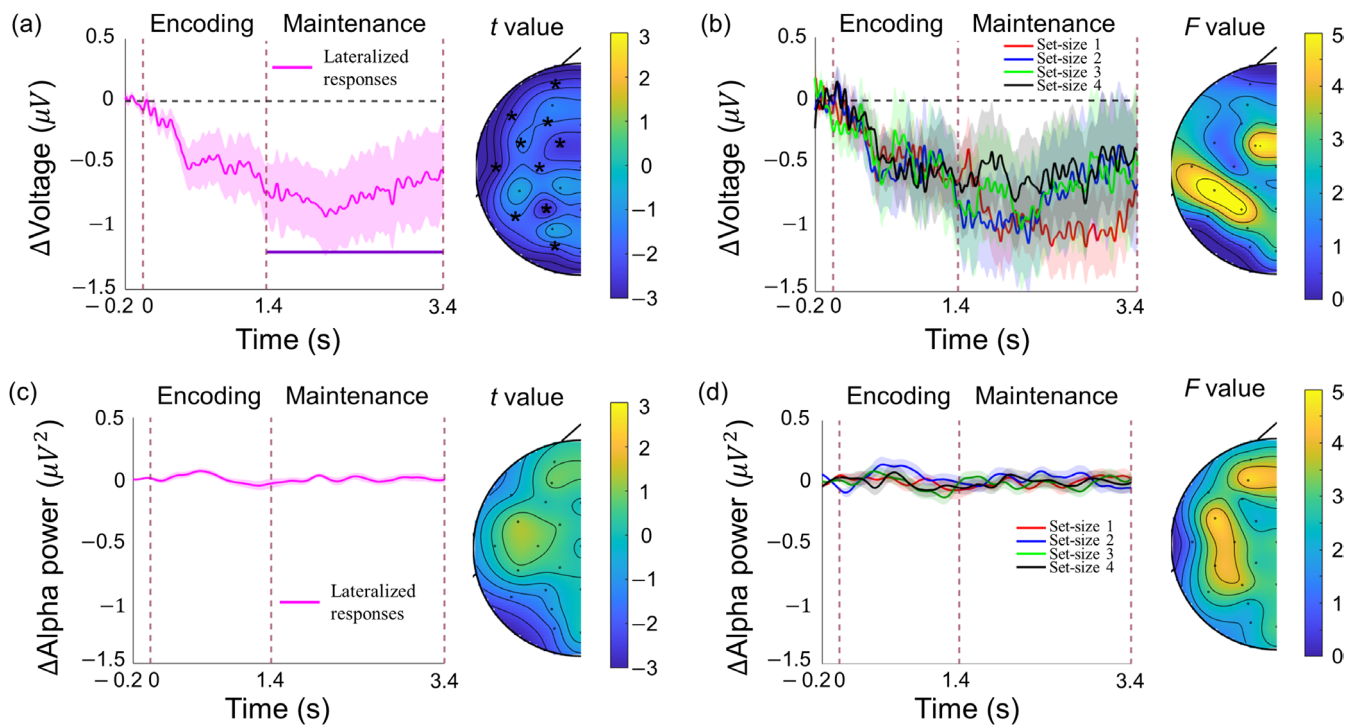 (a)
Encoding
Maintenance
t value
0.5
0
−0.5
−1
−1.5
ΔVoltage (μV)
Lateralized
responses
−0.2
0
1.4
3.4
Time (s)
* * * * * * * * * *
3
2
1
0
−1
−2
−3
(b)
Encoding
Maintenance
F value
0.5
0
−0.5
−1
−1.5
ΔVoltage (μV)
Set-size 1
Set-size 2
Set-size 3
Set-size 4
−0.2
0
1.4
3.4
Time (s)
5
4
3
2
1
0
(c)
Encoding
Maintenance
t value
0.5
0
−0.5
−1
−1.5
ΔAlpha power (μV²)
Lateralized
responses
−0.2
0
1.4
3.4
Time (s)
3
2
1
0
−1
−2
−3
(d)
Encoding
Maintenance
F value
0.5
0
−0.5
−1
−1.5
ΔAlpha power (μV²)
Set-size 1
Set-size 2
Set-size 3
Set-size 4
−0.2
0
1.4
3.4
Time (s)
5
4
3
2
1
0